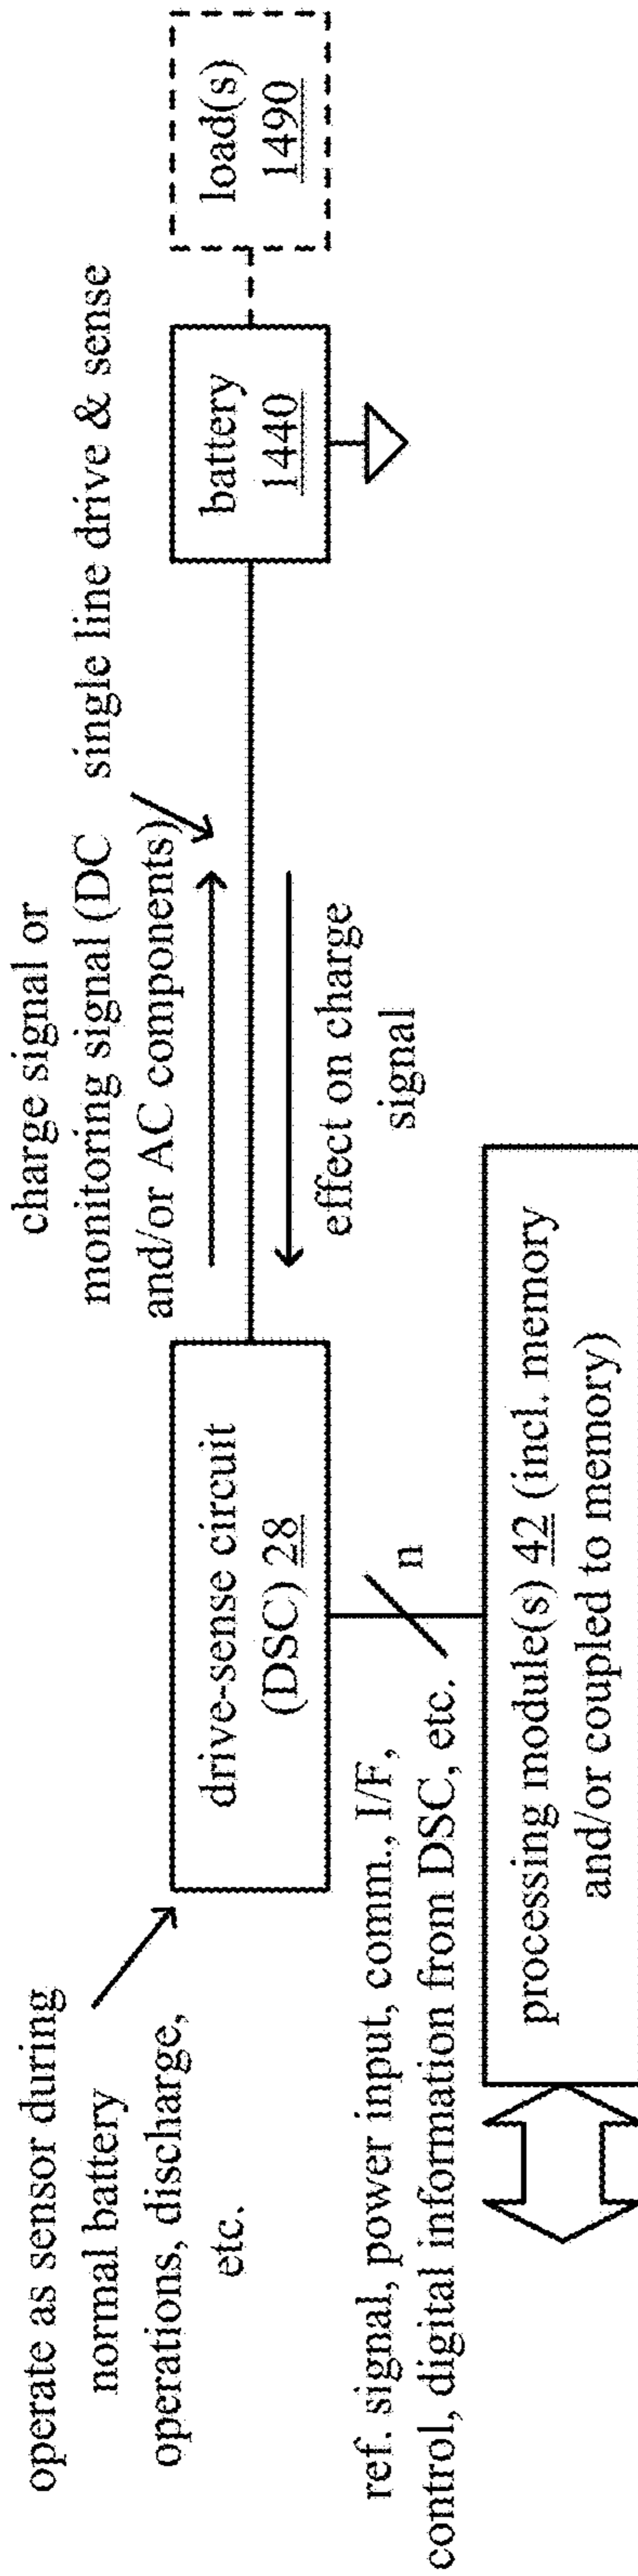 operate as sensor during
normal battery
operations, discharge,
etc.
charge signal or
monitoring signal (DC
and/or AC components)
single line drive & sense
drive-sense circuit
(DSC) 28
effect on charge
signal
battery
1440
load(s)
1490
ref. signal, power input, comm., I/F,
control, digital information from DSC, etc.
n
processing module(s) 42 (incl. memory
and/or coupled to memory)